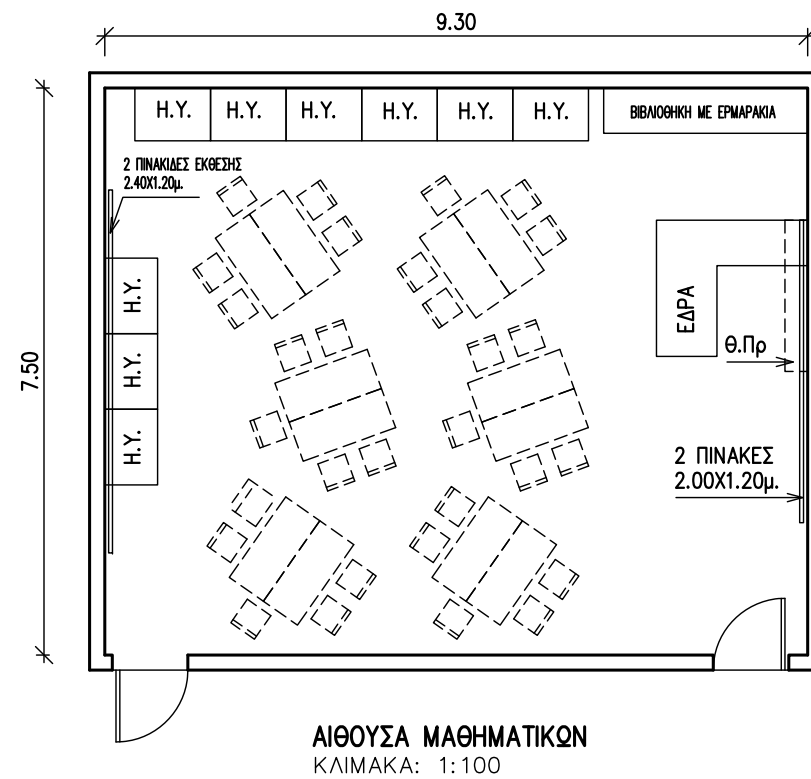 9.30
Η.Υ. Η.Υ. Η.Υ. Η.Υ. Η.Υ. Η.Υ. ΒΙΒΛΙΟΘΗΚΗ ΜΕ ΕΡΜΑΡΑΚΙΑ
2 ΠΙΝΑΚΙΔΕΣ ΕΚΘΕΣΗΣ
2.40Χ1.20μ.
Η.Υ.
Η.Υ.
Η.Υ.
7.50
ΕΔΡΑ
Θ.Πρ
2 ΠΙΝΑΚΕΣ
2.00Χ1.20μ.
ΑΙΘΟΥΣΑ ΜΑΘΗΜΑΤΙΚΩΝ
ΚΛΙΜΑΚΑ: 1:100